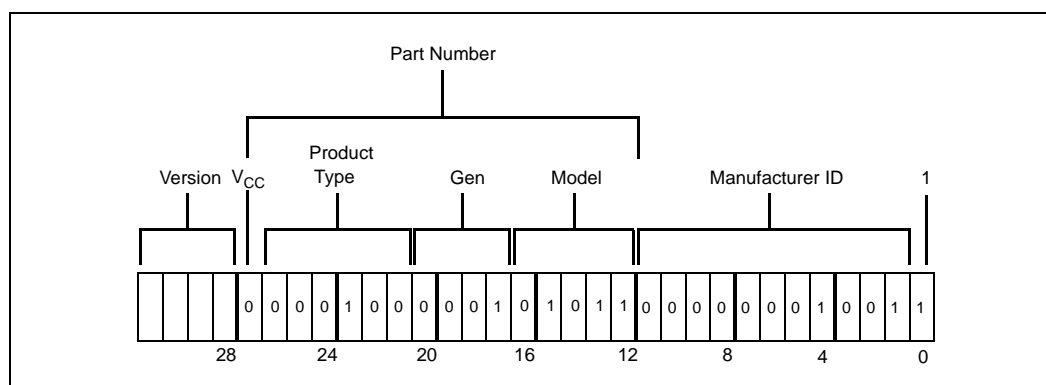 Part Number
Product
Version VCC Type Gen Model Manufacturer ID 1
0 0 0 0 1 0 0 0 0 0 1 0 1 0 1 1 0 0 0 0 0 0 0 1 0 0 1 1
28 24 20 16 12 8 4 0